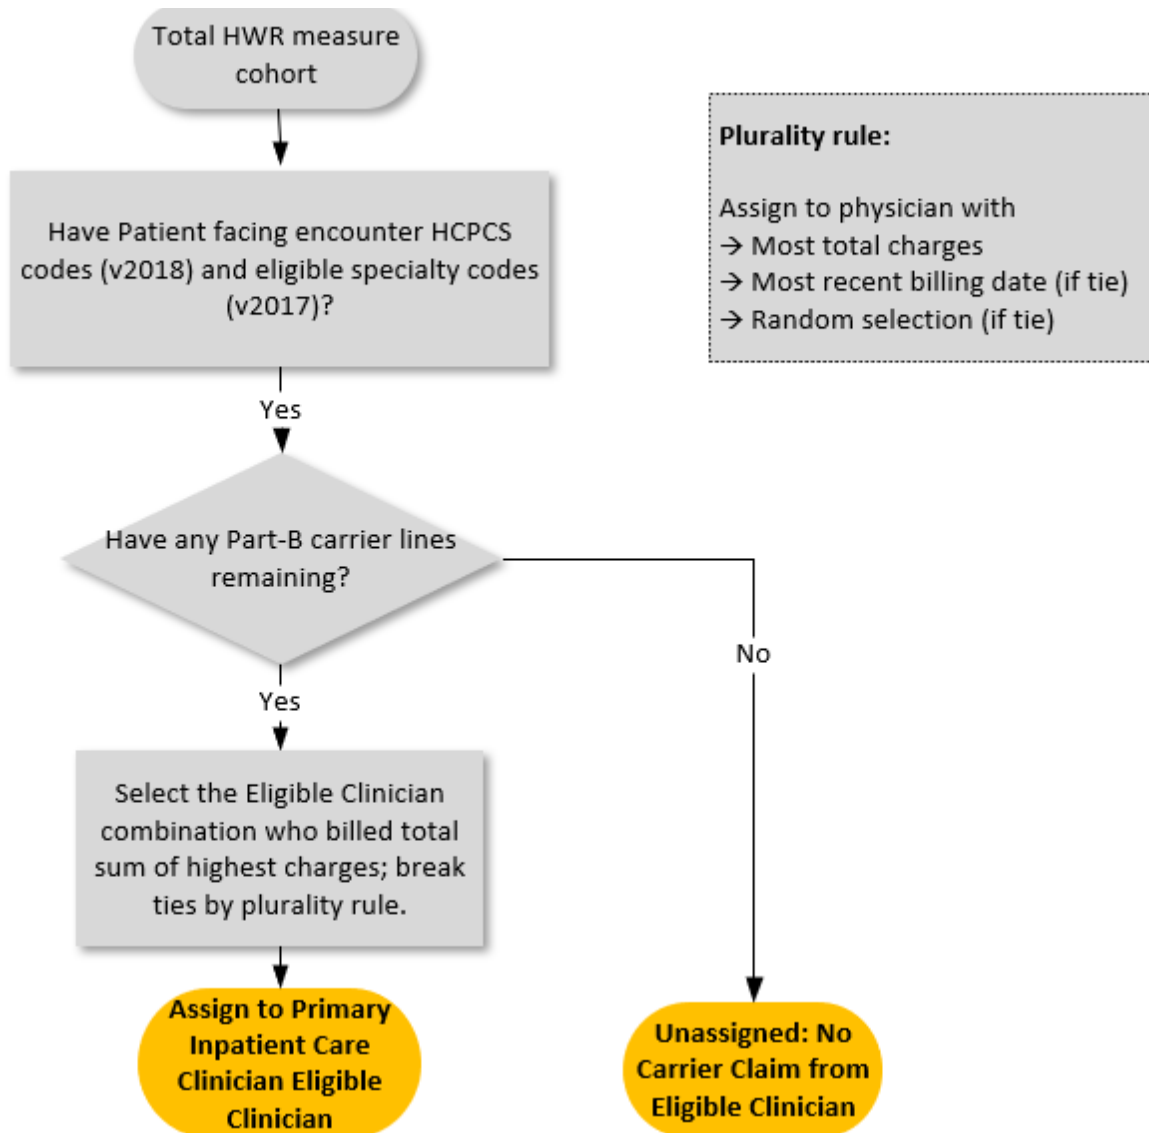 Total HWR measure
cohort
Plurality rule:
Assign to physician with
→ Most total charges
→ Most recent billing date (if tie)
→ Random selection (if tie)
Have Patient facing encounter HCPCS
codes (v2018) and eligible specialty codes
(v2017)?
Yes
Have any Part-B carrier lines
remaining?
No
Yes
Select the Eligible Clinician
combination who billed total
sum of highest charges; break
ties by plurality rule.
Assign to Primary
Inpatient Care
Clinician Eligible
Clinician
Unassigned: No
Carrier Claim from
Eligible Clinician